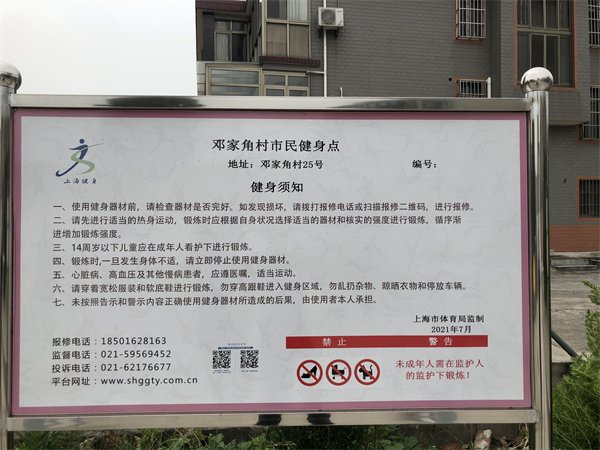 邓家角村市民健身点
地址：邓家角村25号
编号：
上海健身
健身须知
一、使用健身器材前，请检查器材是否完好。如发现损坏，请拨打报修电话或扫描报修二维码，进行报修。
二、请先进行适当的热身运动，锻炼时应根据自身状况选择适当的器材和核实的强度进行锻炼，循序渐
进增加锻炼强度。
三、14周岁以下儿童应在成年人看护下进行锻炼。
四、锻炼时,一旦发生身体不适，请立即停止使用健身器材。
五、心脏病、高血压及其他慢病患者，应遵医嘱，适当运动。
六、请穿着宽松服装和软底鞋进行锻炼，勿穿高跟鞋进入健身区域，勿乱扔杂物、晾晒衣物和停放车辆。
七、未按照告示和警示内容正确使用健身器材所造成的后果，由使用者本人承担。
上海市体育局监制
2021年7月
报修电话：18501628163
监督电话：021-59569452
投诉电话：021-62176677
平台网址：www.shggty.com.cn
禁止
警告
未成年人需在监护人
的监护下锻炼！